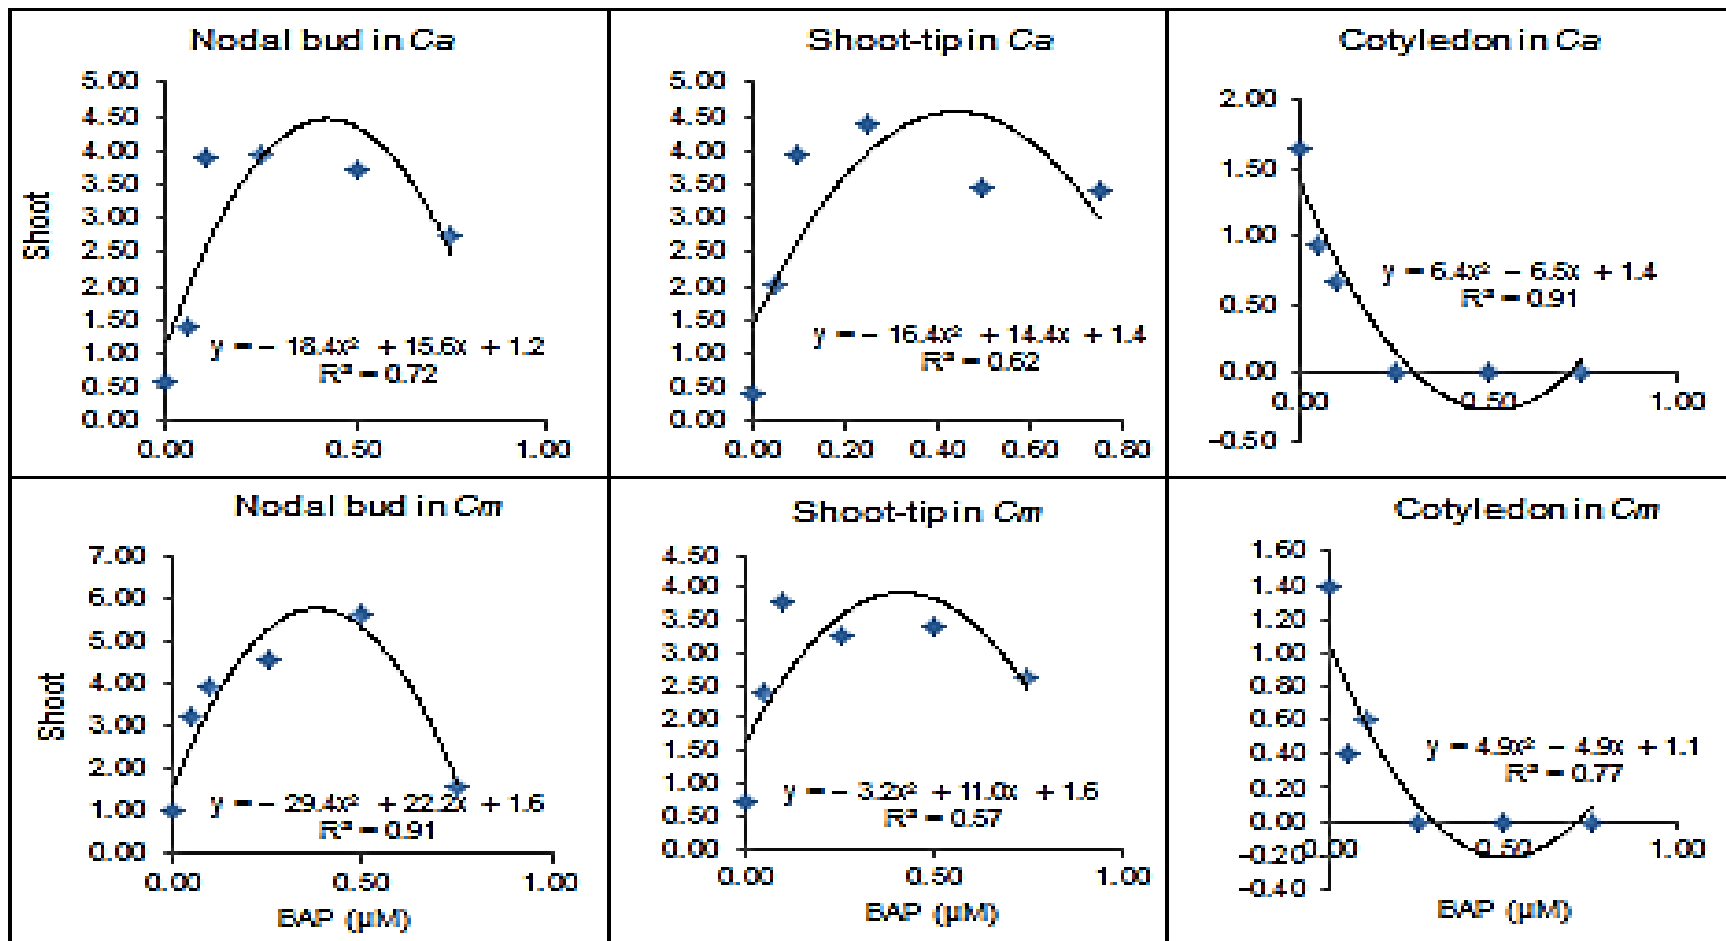 Nodal bud in Ca
5.00
4.50
4.00
3.50
3.00
2.50
2.00
1.50
1.00
0.50
0.00
Shoot
y = − 18.4x² + 15.6x + 1.2
R² = 0.72
0.00 0.50 1.00
Shoot-tip in Ca
5.00
4.50
4.00
3.50
3.00
2.50
2.00
1.50
1.00
0.50
0.00
y = − 16.4x² + 14.4x + 1.4
R² = 0.62
0.00 0.20 0.40 0.60 0.80
Cotyledon in Ca
2.00
1.50
1.00
0.50
0.00
−0.50
y = 6.4x² − 6.5x + 1.4
R² = 0.91
0.00 0.50 1.00
Nodal bud in Cm
7.00
6.00
5.00
4.00
3.00
2.00
1.00
0.00
Shoot
y = − 29.4x² + 22.2x + 1.6
R² = 0.91
0.00 0.50 1.00
BAP (µM)
Shoot-tip in Cm
4.50
4.00
3.50
3.00
2.50
2.00
1.50
1.00
0.50
0.00
y = − 3.2x² + 11.0x + 1.6
R² = 0.57
0.00 0.50 1.00
BAP (µM)
Cotyledon in Cm
1.60
1.40
1.20
1.00
0.80
0.60
0.40
0.20
0.00
−0.20
−0.40
y = 4.9x² − 4.9x + 1.1
R² = 0.77
0.00 0.50 1.00
BAP (µM)